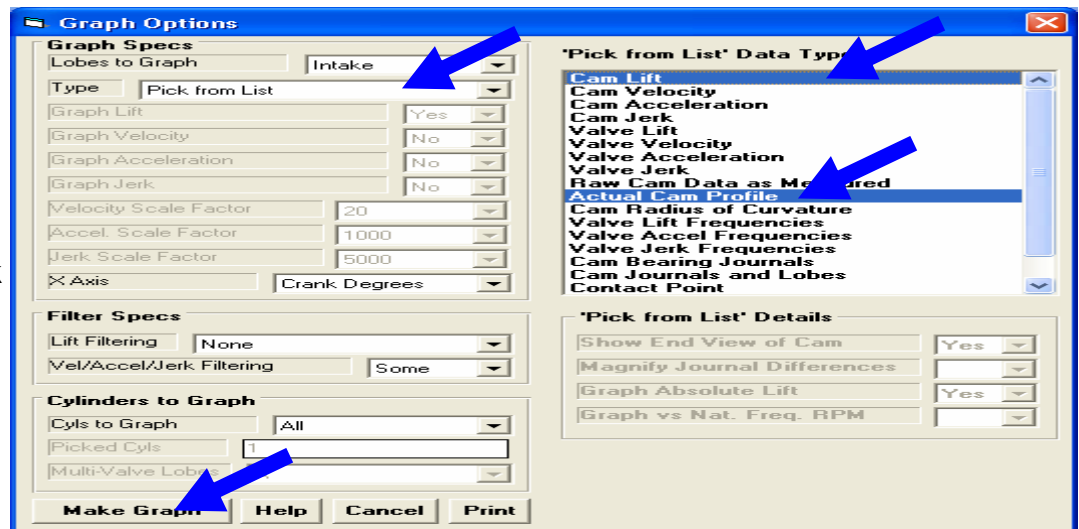 Graph Options
Graph Specs
Lobes to Graph Intake
Type Pick from List
Graph Lift Yes
Graph Velocity No
Graph Acceleration No
Graph Jerk No
Velocity Scale Factor 20
Accel. Scale Factor 1000
Jerk Scale Factor 5000
X Axis Crank Degrees
Filter Specs
Lift Filtering None
Vel/Accel/Jerk Filtering Some
Cylinders to Graph
Cyls to Graph All
Picked Cyls 1
Multi-Valve Lobes
Make Graph Help Cancel Print
'Pick from List' Data
Cam Lift
Cam Velocity
Cam Acceleration
Cam Jerk
Valve Lift
Valve Velocity
Valve Acceleration
Valve Jerk
Raw Cam Data as Measured
Actual Cam Profile
Cam Radius of Curvature
Valve Lift Frequencies
Valve Accel Frequencies
Valve Jerk Frequencies
Cam Bearing Journals
Cam Journals and Lobes
Contact Point
'Pick from List' Details
Show End View of Cam Yes
Magnify Journal Differences
Graph Absolute Lift Yes
Graph vs Nat. Freq. RPM